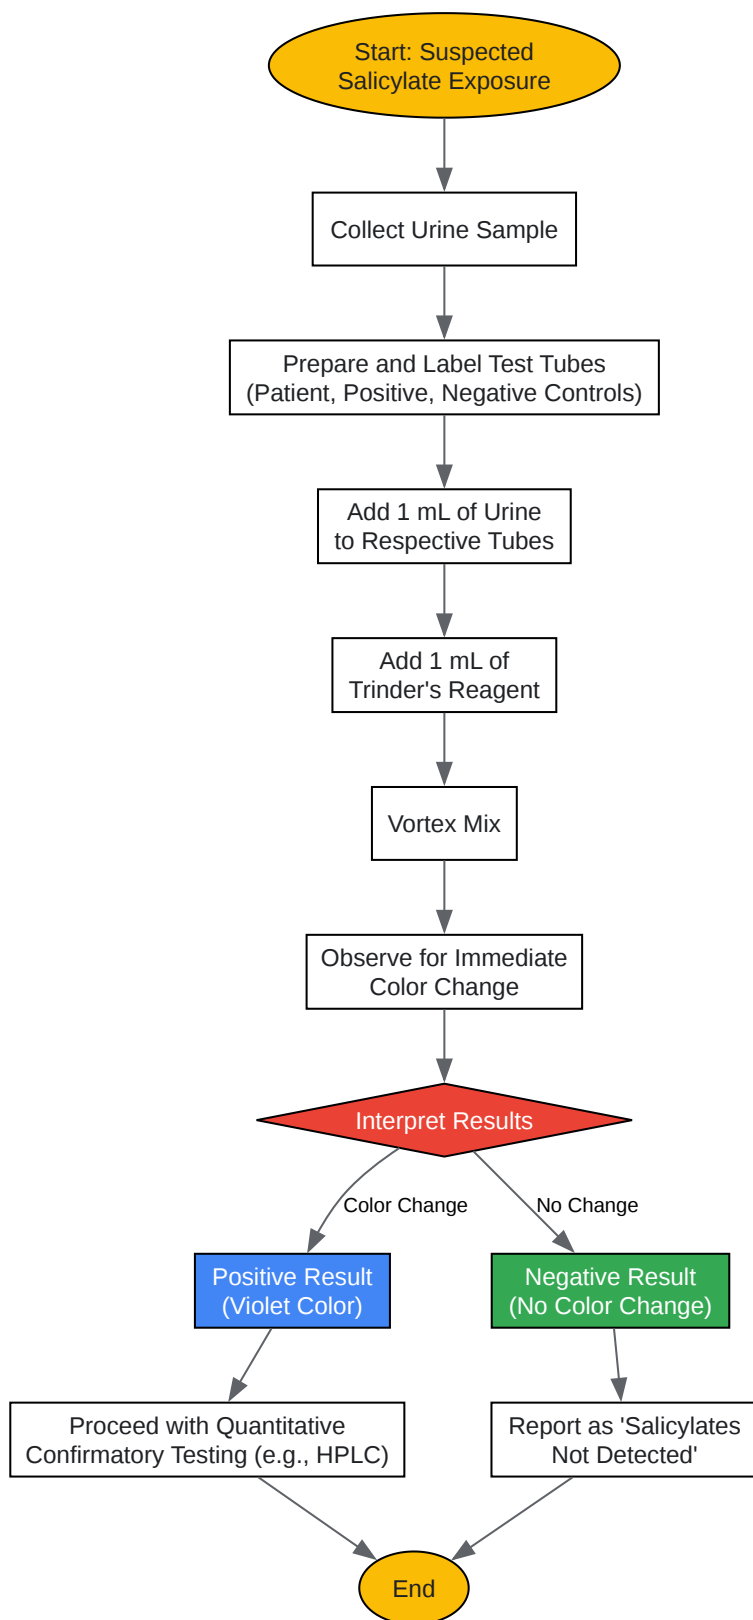 Start: Suspected
Salicylate Exposure
Collect Urine Sample
Prepare and Label Test Tubes
(Patient, Positive, Negative Controls)
Add 1 mL of Urine
to Respective Tubes
Add 1 mL of
Trinder's Reagent
Vortex Mix
Observe for Immediate
Color Change
Interpret Results
Color Change
No Change
Positive Result
(Violet Color)
Negative Result
(No Color Change)
Proceed with Quantitative
Confirmatory Testing (e.g., HPLC)
Report as 'Salicylates
Not Detected'
End